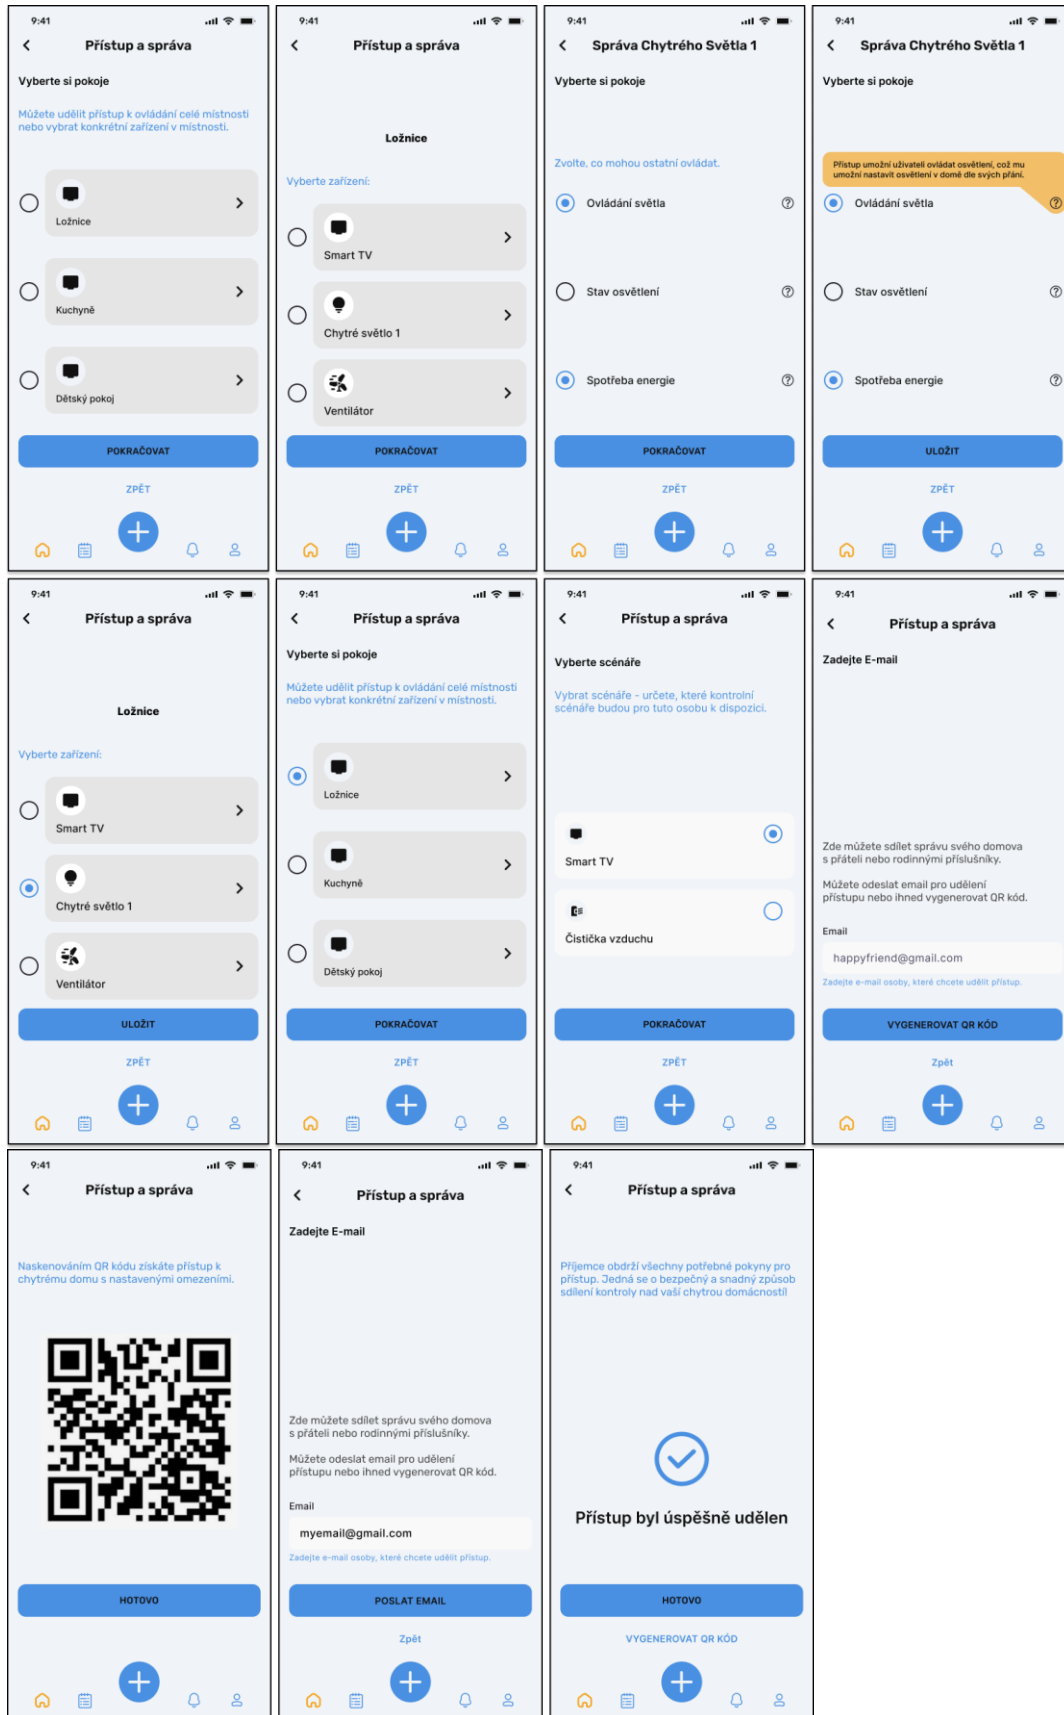 9:41
Přístup a správa
Vyberte si pokoje
Můžete udělit přístup k ovládání celé místnosti
nebo vybrat konkrétní zařízení v místnosti.
Ložnice
Kuchyně
Dětský pokoj
POKRAČOVAT
ZPĚT
9:41
Přístup a správa
Ložnice
Vyberte zařízení:
Smart TV
Chytré světlo 1
Ventilátor
POKRAČOVAT
ZPĚT
9:41
Správa Chytrého Světla 1
Vyberte si pokoje
Zvolte, co mohou ostatní ovládat.
Ovládání světla
Stav osvětlení
Spotřeba energie
POKRAČOVAT
ZPĚT
9:41
Správa Chytrého Světla 1
Vyberte si pokoje
Přístup umožní uživateli ovládat osvětlení, což mu
umožní nastavit osvětlení v domě dle svých přání.
Ovládání světla
Stav osvětlení
Spotřeba energie
ULOŽIT
ZPĚT
9:41
Přístup a správa
Ložnice
Vyberte zařízení:
Smart TV
Chytré světlo 1
Ventilátor
ULOŽIT
ZPĚT
9:41
Přístup a správa
Vyberte si pokoje
Můžete udělit přístup k ovládání celé místnosti
nebo vybrat konkrétní zařízení v místnosti.
Ložnice
Kuchyně
Dětský pokoj
POKRAČOVAT
ZPĚT
9:41
Přístup a správa
Vyberte scénáře
Vybrat scénáře - určete, které kontrolní
scénáře budou pro tuto osobu k dispozici.
Smart TV
Čistička vzduchu
POKRAČOVAT
ZPĚT
9:41
Přístup a správa
Zadejte E-mail
Zde můžete sdílet správu svého domova
s přáteli nebo rodinnými příslušníky.
Můžete odeslat email pro udělení
přístupu nebo ihned vygenerovat QR kód.
Email
happyfriend@gmail.com
Zadejte e-mail osoby, které chcete udělit přístup.
VYGENEROVAT QR KÓD
Zpět
9:41
Přístup a správa
Naskenováním QR kódu získáte přístup k
chytrému domu s nastavenými omezeními.
HOTOVO
9:41
Přístup a správa
Zadejte E-mail
Zde můžete sdílet správu svého domova
s přáteli nebo rodinnými příslušníky.
Můžete odeslat email pro udělení
přístupu nebo ihned vygenerovat QR kód.
Email
myemail@gmail.com
Zadejte e-mail osoby, které chcete udělit přístup.
POSLAT EMAIL
Zpět
9:41
Přístup a správa
Příjemce obdrží všechny potřebné pokyny pro
přístup. Jedná se o bezpečný a snadný způsob
sdílení kontroly nad vaší chytrou domácností!
Přístup byl úspěšně udělen
HOTOVO
VYGENEROVAT QR KÓD